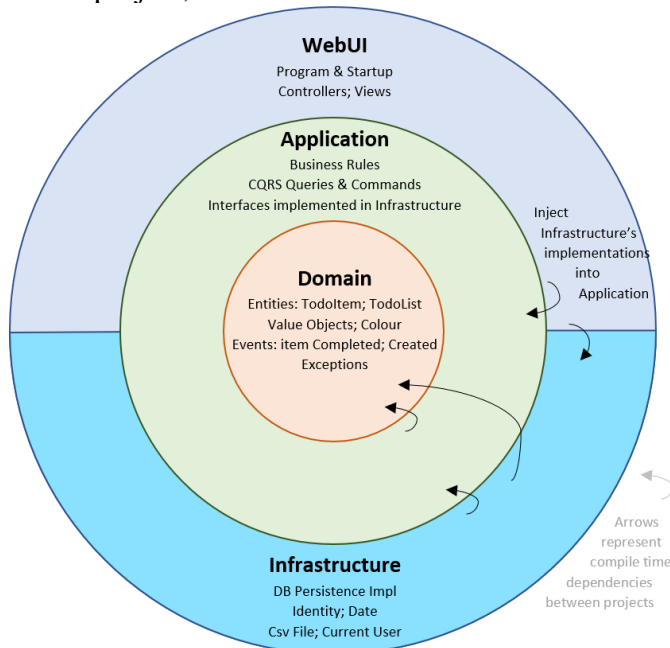 WebUI
Program & Startup
Controllers; Views
Application
Business Rules
CQRS Queries & Commands
Interfaces implemented in Infrastructure
Inject
Infrastructure's
implementations
into
Application
Domain
Entities: TodoItem; TodoList
Value Objects; Colour
Events: item Completed; Created
Exceptions
Infrastructure
DB Persistence Impl
Identity; Date
Csv File; Current User
Arrows
represent
compile time
dependencies
between projects